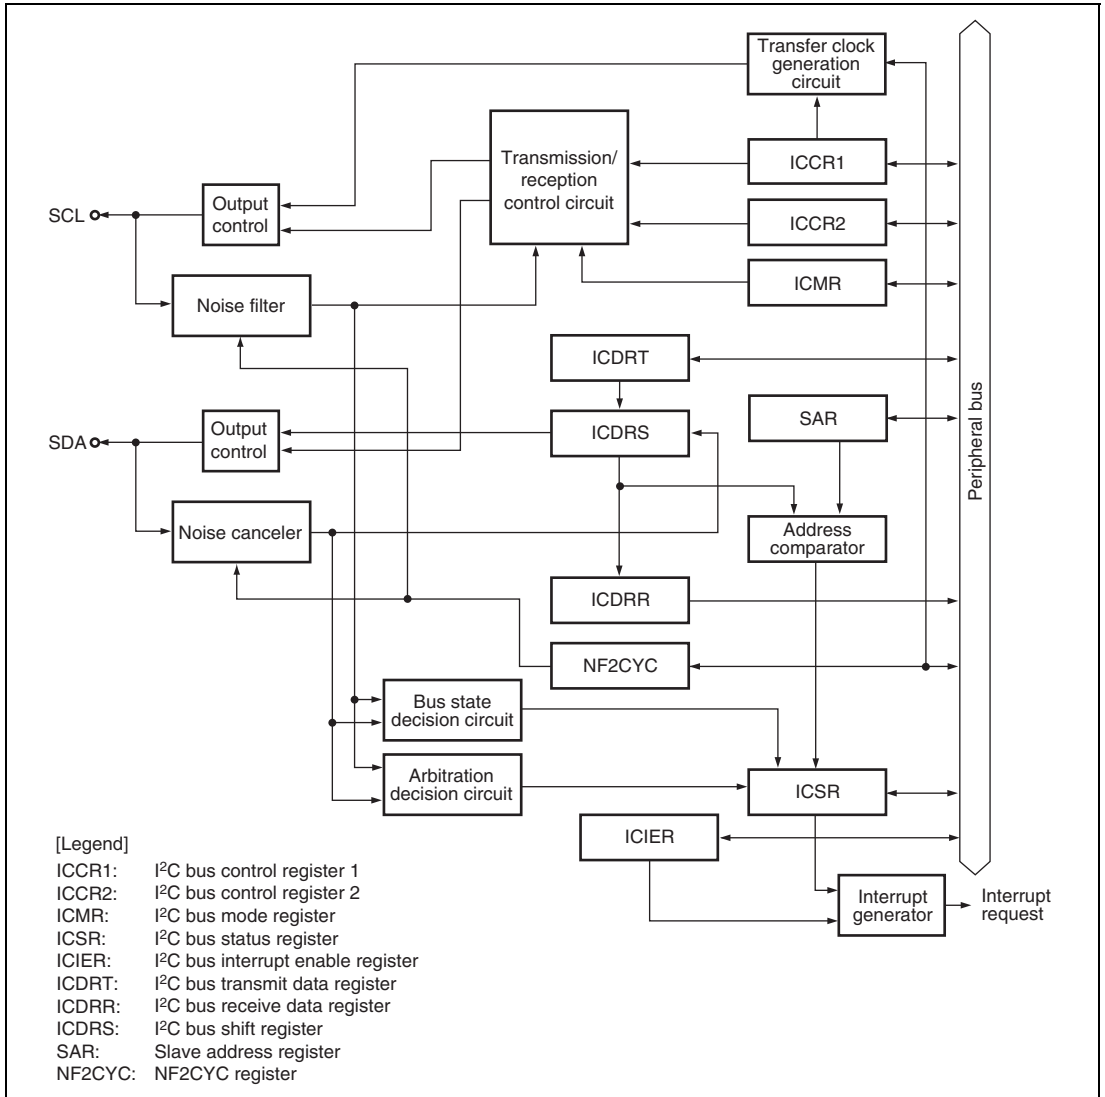 Transfer clock
generation
circuit
Transmission/
reception
control circuit
ICCR1
ICCR2
ICMR
SCL
Output
control
Noise filter
ICDRT
SAR
Peripheral bus
SDA
Output
control
ICDRS
Noise canceler
Address
comparator
ICDRR
NF2CYC
Bus state
decision circuit
Arbitration
decision circuit
ICSR
ICIER
Interrupt
generator
Interrupt
request
[Legend]
ICCR1: I²C bus control register 1
ICCR2: I²C bus control register 2
ICMR: I²C bus mode register
ICSR: I²C bus status register
ICIER: I²C bus interrupt enable register
ICDRT: I²C bus transmit data register
ICDRR: I²C bus receive data register
ICDRS: I²C bus shift register
SAR: Slave address register
NF2CYC: NF2CYC register